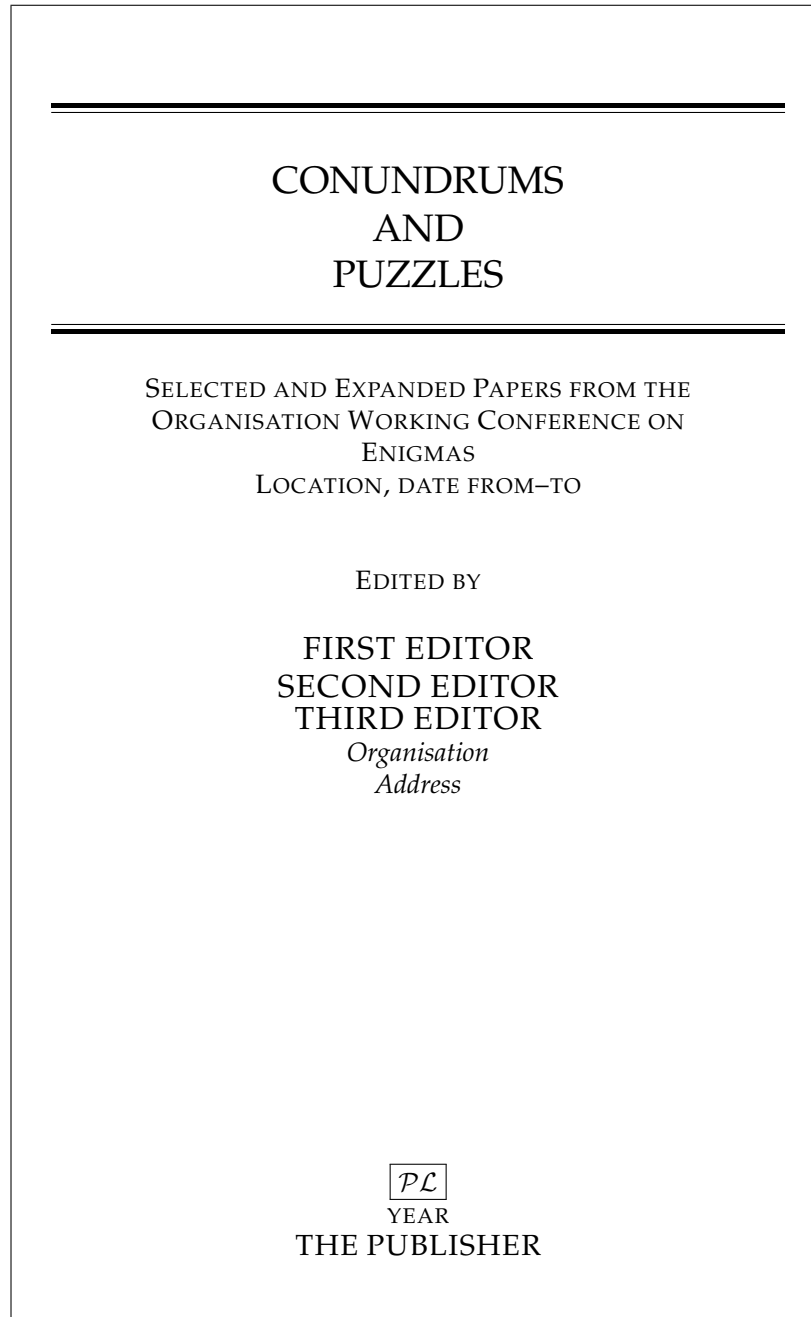 CONUNDRUMS
AND
PUZZLES
SELECTED AND EXPANDED PAPERS FROM THE
ORGANISATION WORKING CONFERENCE ON
ENIGMAS
LOCATION, DATE FROM–TO
EDITED BY
FIRST EDITOR
SECOND EDITOR
THIRD EDITOR
Organisation
Address
PL
YEAR
THE PUBLISHER